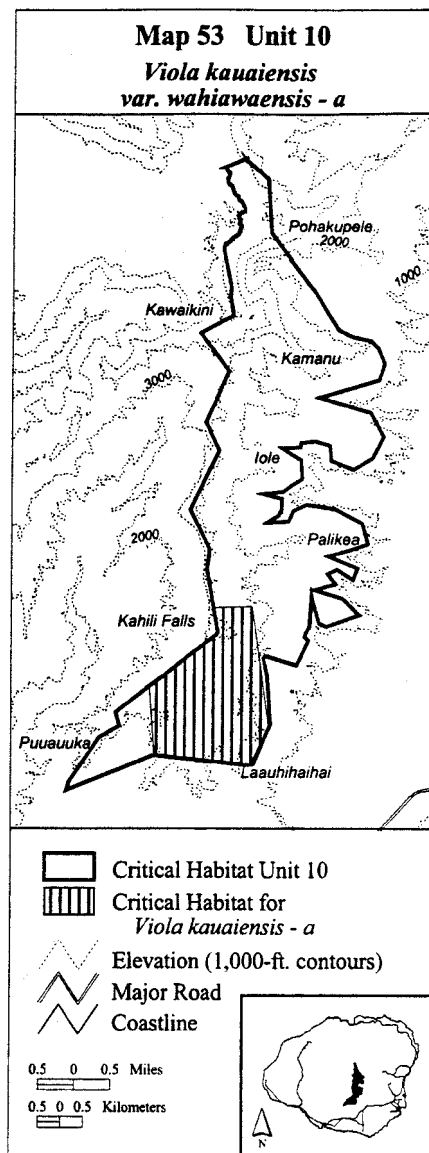 Map 53 Unit 10
Viola kauaiensis
var. wahiawaensis - a
Pohakupele
2000
1000
Kawaikini
Kamanu
3000
Iole
2000
Palikea
Kahili Falls
Puuauuka
Laauhihaihai
Critical Habitat Unit 10
Critical Habitat for
Viola kauaiensis - a
Elevation (1,000-ft. contours)
Major Road
Coastline
0.5 0 0.5 Miles
0.5 0 0.5 Kilometers
N